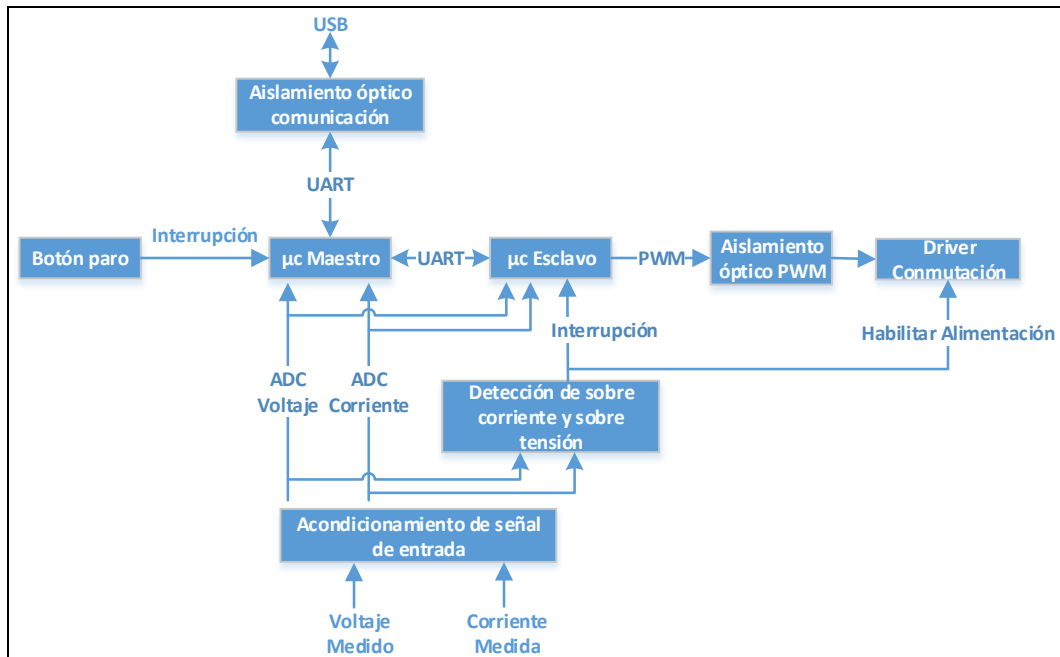 USB
Aislamiento óptico
comunicación
UART
Interrupción
Botón paro
µc Maestro
UART
µc Esclavo
PWM
Aislamiento
óptico PWM
Driver
Conmutación
Interrupción
Habilitar Alimentación
ADC
Voltaje
ADC
Corriente
Detección de sobre
corriente y sobre
tensión
Acondicionamiento de señal
de entrada
Voltaje
Medido
Corriente
Medida